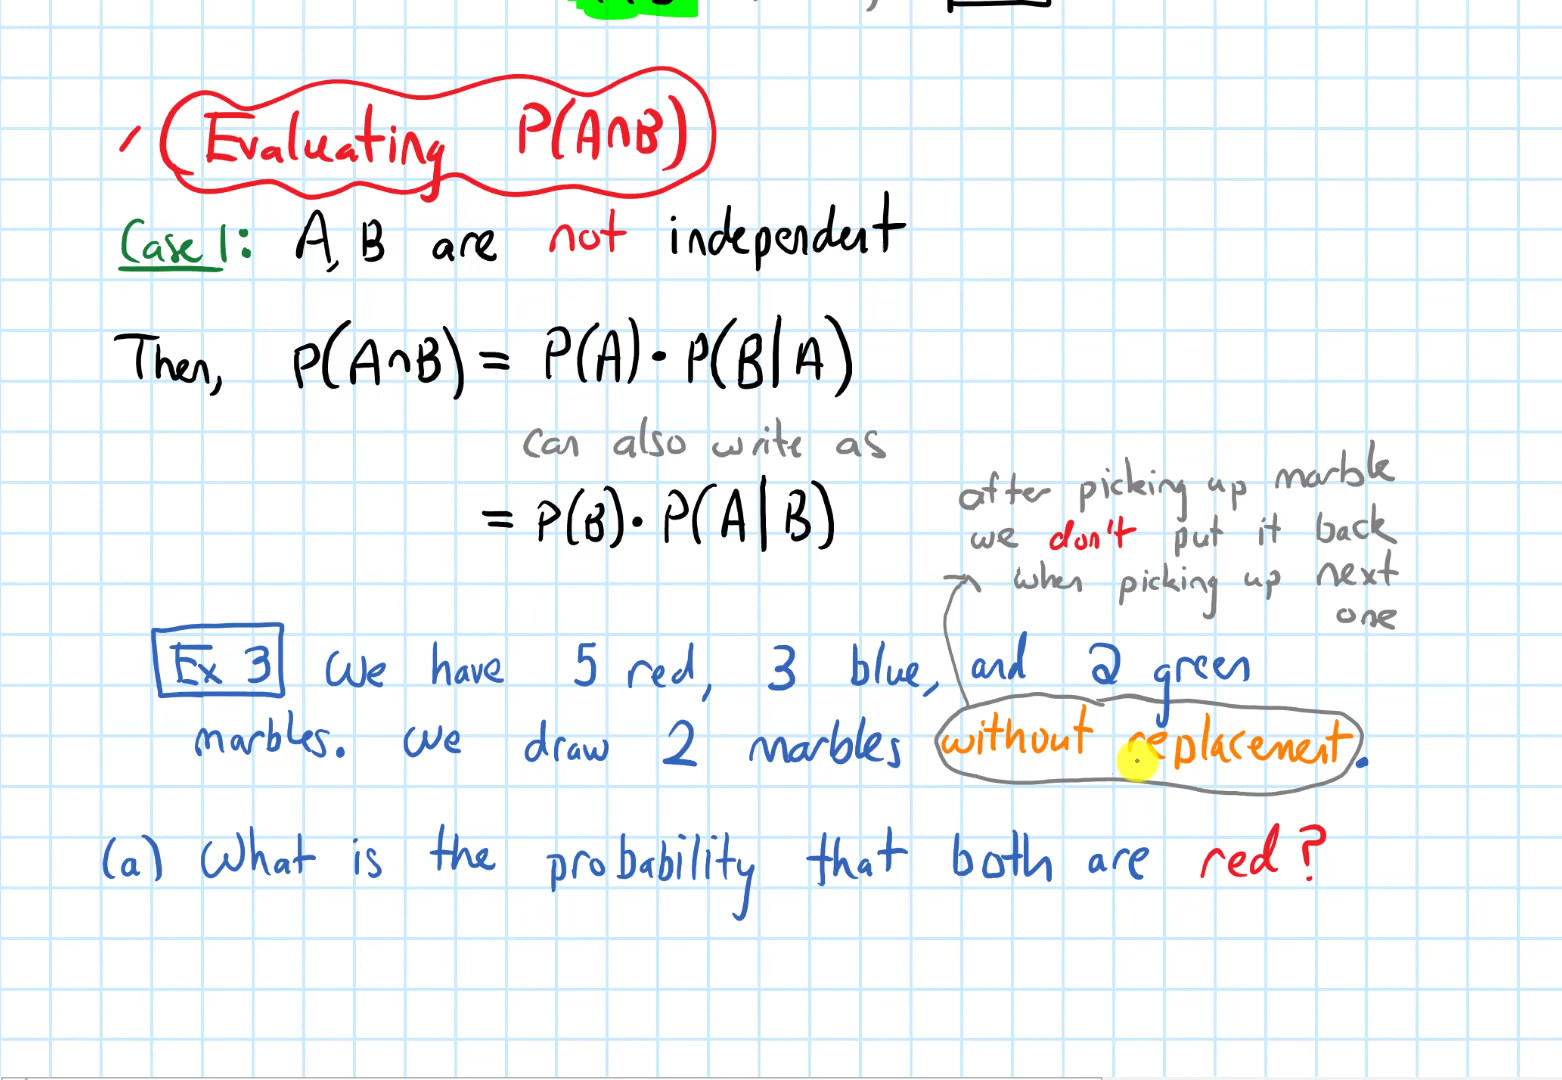 Evaluating P(A∩B)
Case 1: A, B are not independent
Then, P(A∩B) = P(A)·P(B|A)
can also write as
= P(B)·P(A|B)
after picking up marble
we don't put it back
when picking up next
one
Ex 3 We have 5 red, 3 blue, and 2 green
marbles. We draw 2 marbles without replacement.
(a) What is the probability that both are red?